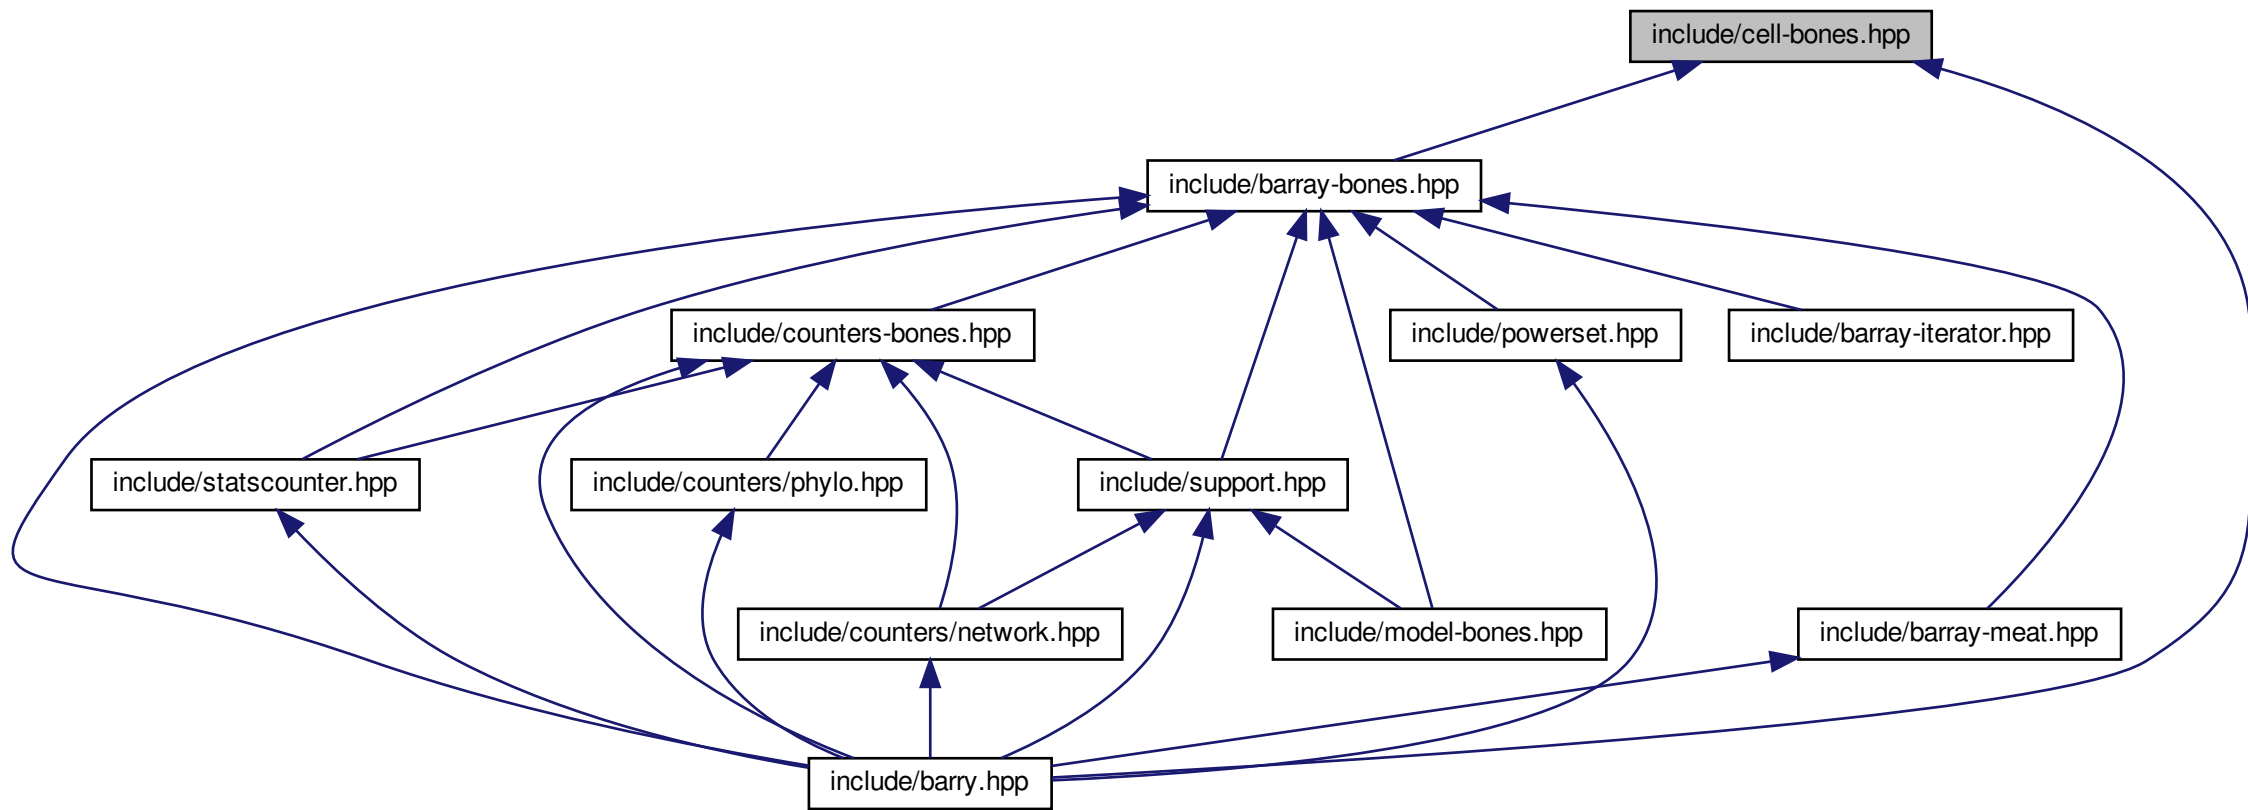 include/cell-bones.hpp
include/barray-bones.hpp
include/counters-bones.hpp
include/powerset.hpp
include/barray-iterator.hpp
include/statscounter.hpp
include/counters/phylo.hpp
include/support.hpp
include/counters/network.hpp
include/model-bones.hpp
include/barray-meat.hpp
include/barry.hpp